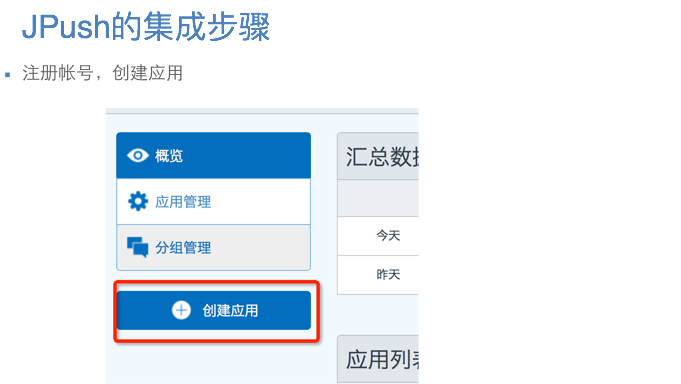 JPush的集成步骤
注册帐号，创建应用
概览
应用管理
分组管理
创建应用
汇总数
今天
昨天
应用列